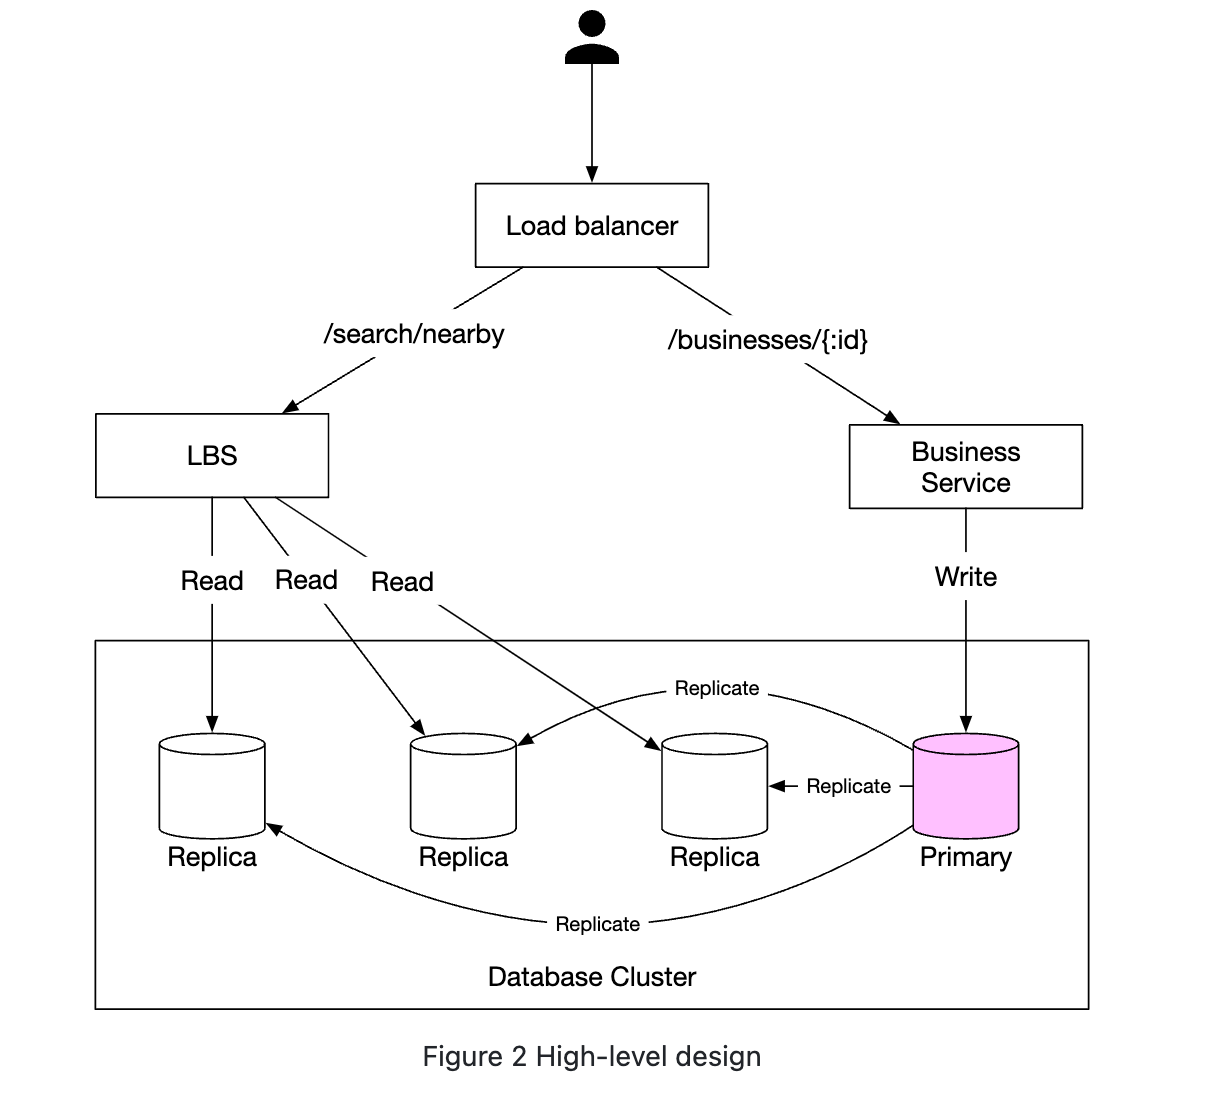 Load balancer
/search/nearby
/businesses/{:id}
LBS
Business
Service
Read
Read
Read
Write
Replicate
Replicate
Replica
Replica
Replica
Primary
Replicate
Database Cluster
Figure 2 High-level design